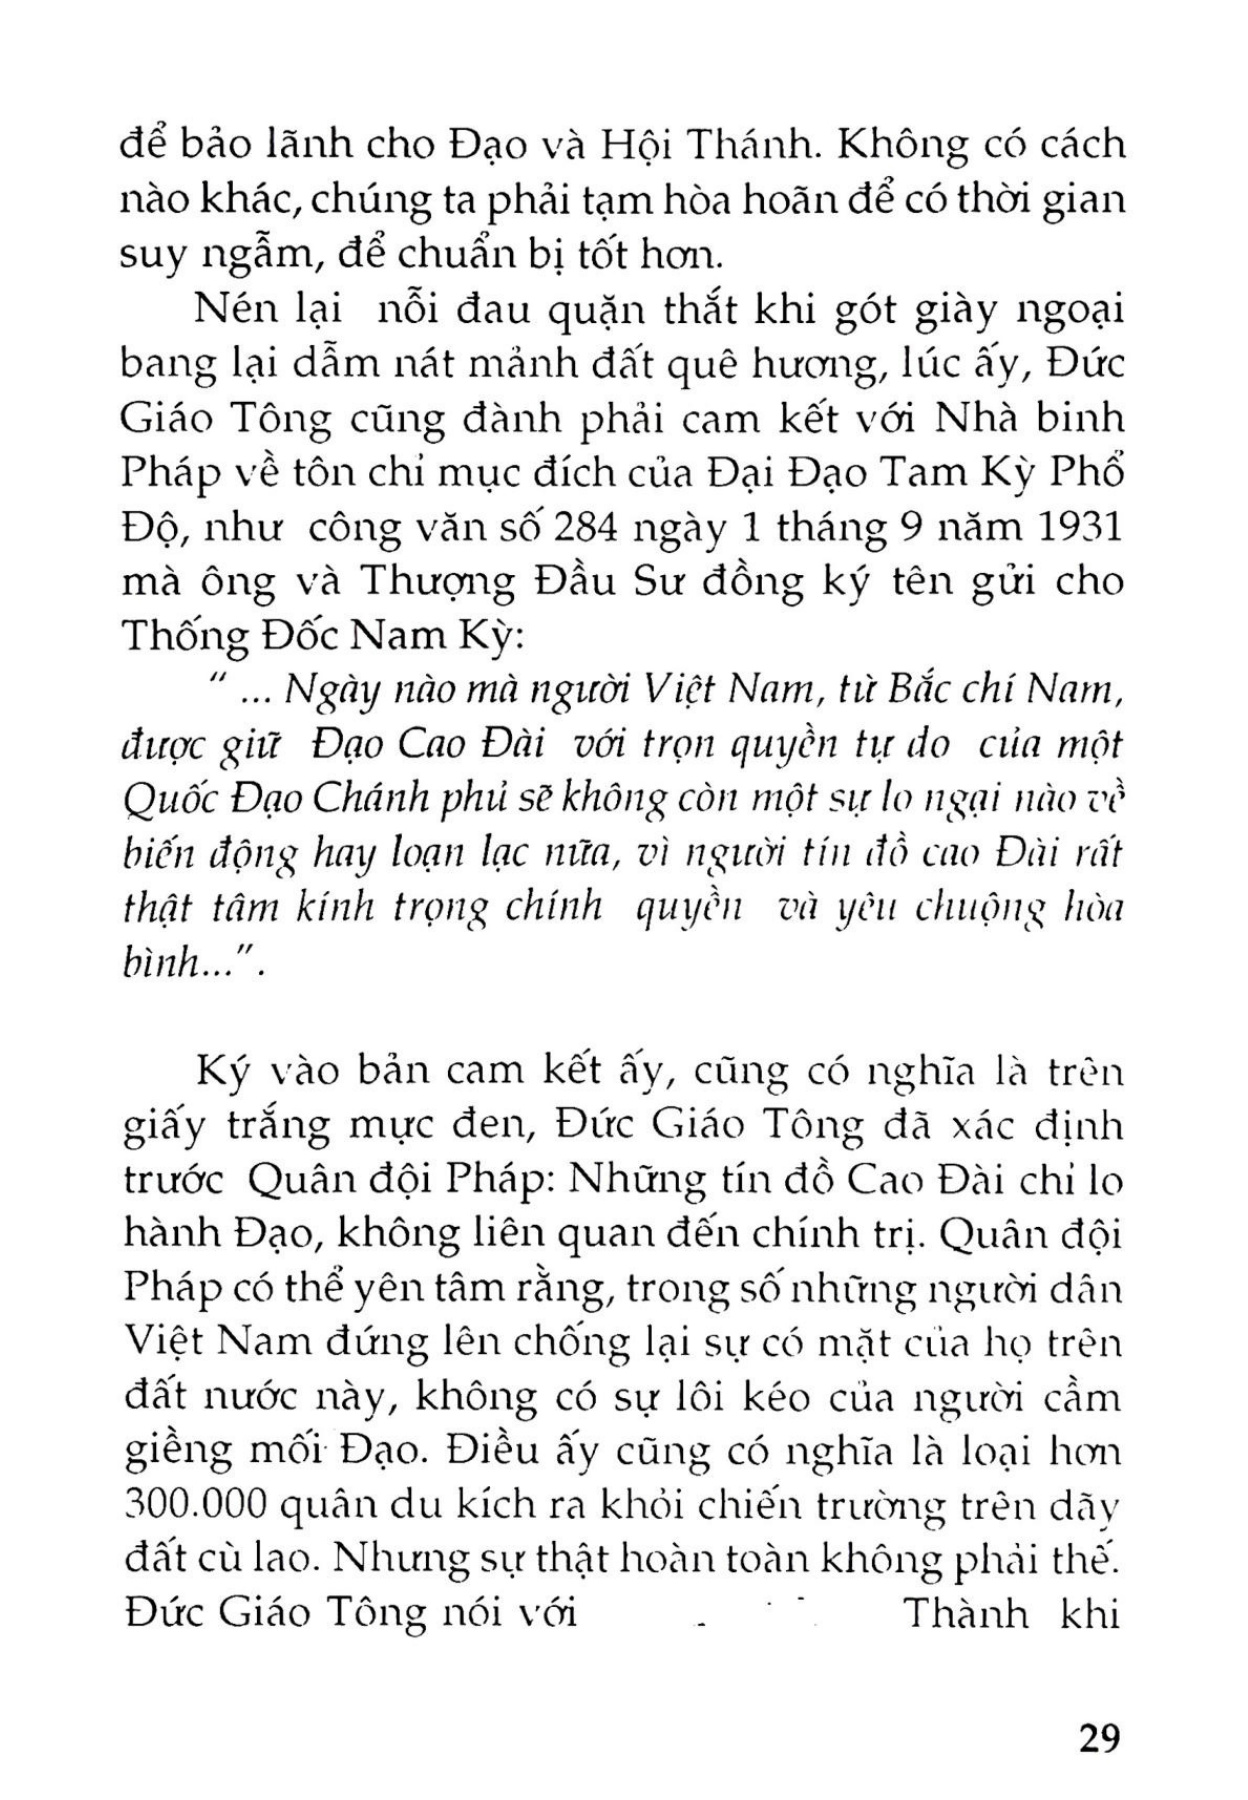 để bảo lãnh cho Đạo và Hội Thánh. Không có cách
nào khác, chúng ta phải tạm hòa hoãn để có thời gian
suy ngẫm, để chuẩn bị tốt hơn.
Nén lại nỗi đau quặn thắt khi gót giày ngoại
bang lại dẫm nát mảnh đất quê hương, lúc ấy, Đức
Giáo Tông cũng đành phải cam kết với Nhà binh
Pháp về tôn chỉ mục đích của Đại Đạo Tam Kỳ Phổ
Độ, như công văn số 284 ngày 1 tháng 9 năm 1931
mà ông và Thượng Đầu Sư đồng ký tên gửi cho
Thống Đốc Nam Kỳ:
" ... Ngày nào mà người Việt Nam, từ Bắc chí Nam,
được giữ Đạo Cao Đài với trọn quyền tự do của một
Quốc Đạo Chánh phủ sẽ không còn một sự lo ngại nào về
biến động hay loạn lạc nữa, vì người tín đồ cao Đài rất
thật tâm kính trọng chính quyền và yêu chuộng hòa
bình...".
Ký vào bản cam kết ấy, cũng có nghĩa là trên
giấy trắng mực đen, Đức Giáo Tông đã xác định
trước Quân đội Pháp: Những tín đồ Cao Đài chỉ lo
hành Đạo, không liên quan đến chính trị. Quân đội
Pháp có thể yên tâm rằng, trong số những người dân
Việt Nam đứng lên chống lại sự có mặt của họ trên
đất nước này, không có sự lôi kéo của người cầm
giềng mối Đạo. Điều ấy cũng có nghĩa là loại hơn
300.000 quân du kích ra khỏi chiến trường trên dãy
đất cù lao. Nhưng sự thật hoàn toàn không phải thế.
Đức Giáo Tông nói với Thành khi
29